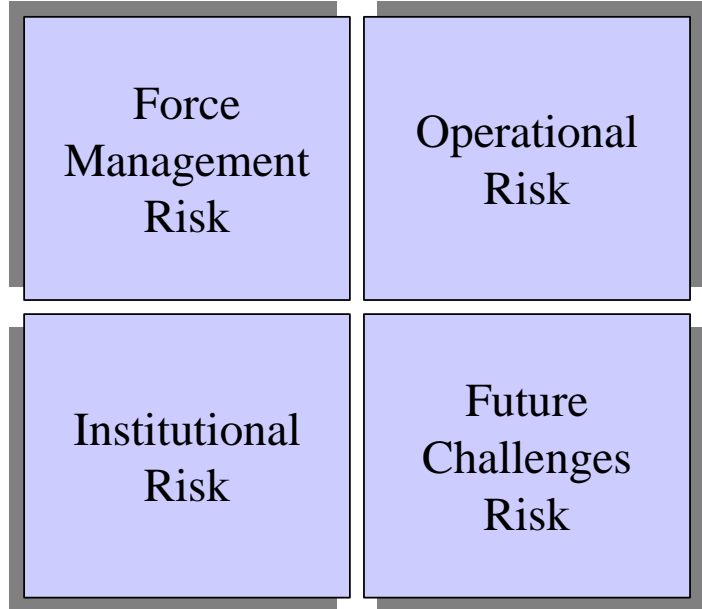 Force
Management
Risk
Operational
Risk
Institutional
Risk
Future
Challenges
Risk